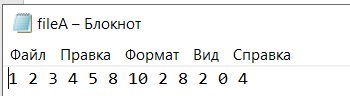 fileA – Блокнот
Файл Правка Формат Вид Справка
1 2 3 4 5 8 10 2 8 2 0 4